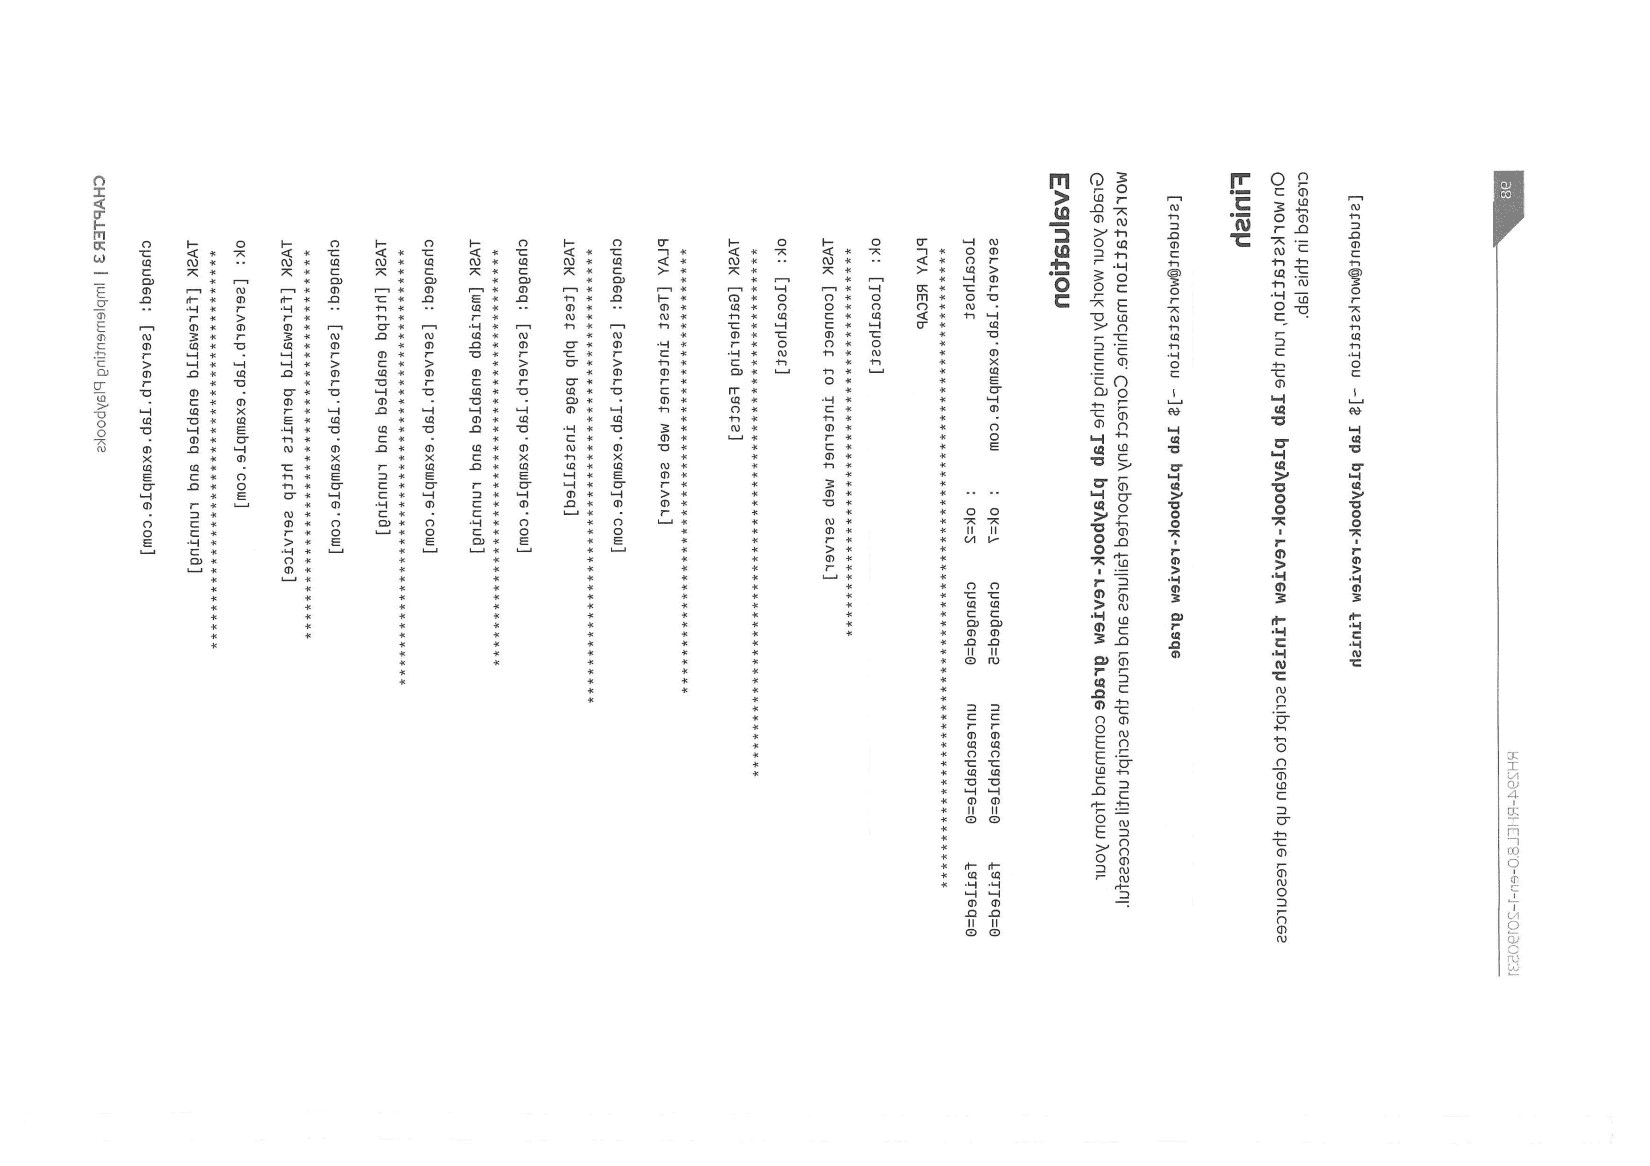 CHAPTER 3 | Implementing Playbooks
changed: [serverb.lab.example.com]
TASK [firewalld enabled and running]
*******************************************
ok: [serverb.lab.example.com]
TASK [firewalld permits http service]
******************************************
changed: [serverb.lab.example.com]
TASK [httpd enabled and running]
***********************************************
changed: [serverb.lab.example.com]
TASK [mariadb enabled and running]
*********************************************
changed: [serverb.lab.example.com]
TASK [test php page installed]
*************************************************
changed: [serverb.lab.example.com]
PLAY [Test intranet web server]
************************************************
TASK [Gathering Facts]
*********************************************************
ok: [localhost]
TASK [connect to intranet web server]
******************************************
ok: [localhost]
PLAY RECAP
*********************************************************************
localhost : ok=2 changed=0 unreachable=0 failed=0
serverb.lab.example.com : ok=7 changed=5 unreachable=0 failed=0
Evaluation
Grade your work by running the lab playbook-review grade command from your
workstation machine. Correct any reported failures and rerun the script until successful.
[student@workstation ~]$ lab playbook-review grade
Finish
On workstation, run the lab playbook-review finish script to clean up the resources
created in this lab.
[student@workstation ~]$ lab playbook-review finish
98
RH294-RHEL8.0-en-1-20190531